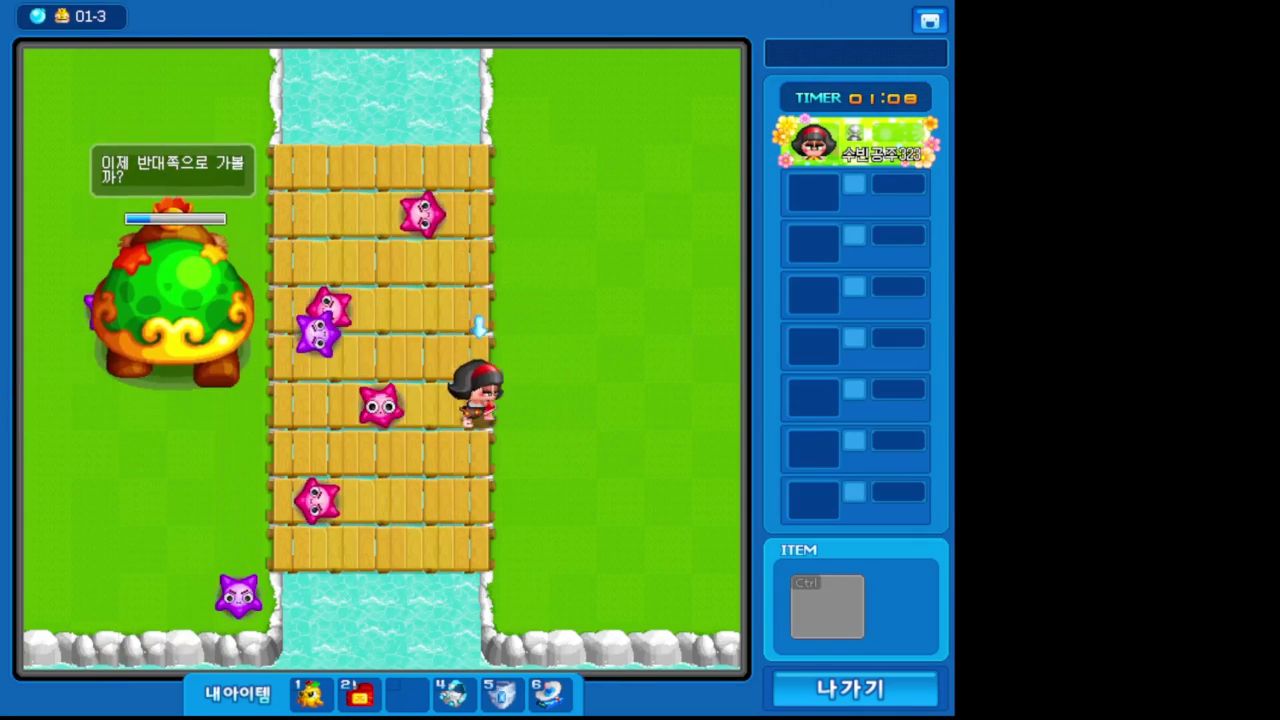 01-3
이제 반대쪽으로 가볼
까?
TIMER 01:08
수빈공주323
ITEM
Ctrl
내아이템
1
2
4
5
6
나가기